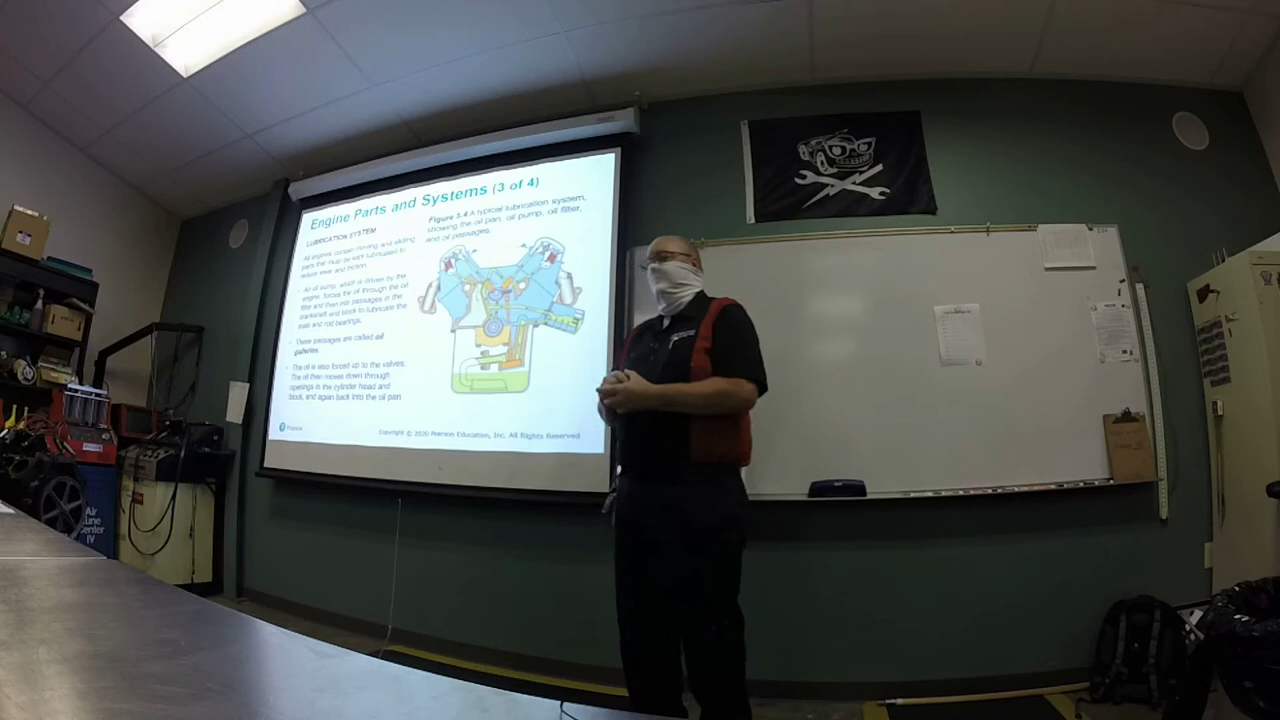 Engine Parts and Systems (3 of 4)
LUBRICATION SYSTEM
All engines contain moving and sliding
parts that must be kept lubricated to
reduce wear and friction.
• An oil pump, which is driven by the
engine, forces the oil through the oil
filter and then into passages in the
crankshaft and block to lubricate the
main and rod bearings.
• These passages are called oil
galleries.
• The oil is also forced up to the valves.
The oil then moves down through
openings in the cylinder head and
block, and again back into the oil pan
Figure 5.4 A typical lubrication system,
showing the oil pan, oil pump, oil filter,
and oil passages.
Pearson
Copyright © 2020 Pearson Education, Inc. All Rights Reserved
Air
Line
Center
IV